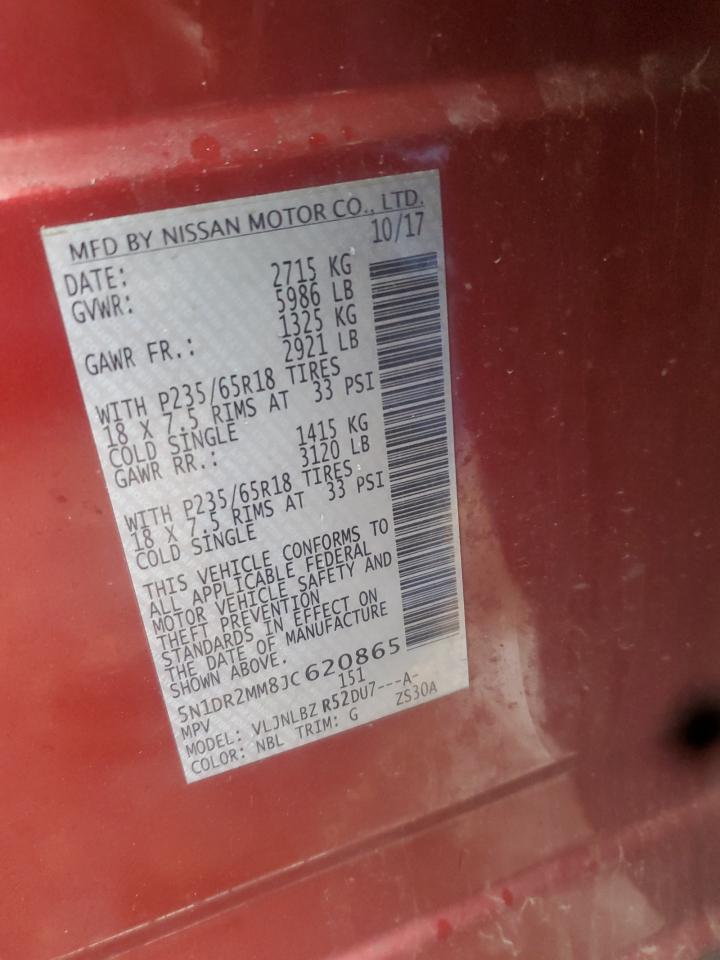 MFD BY NISSAN MOTOR CO., LTD.
DATE: 10/17
GVWR: 2715 KG
5986 LB
GAWR FR.: 1325 KG
2921 LB
WITH P235/65R18 TIRES
18 X 7.5 RIMS AT 33 PSI
COLD SINGLE
GAWR RR.: 1415 KG
3120 LB
WITH P235/65R18 TIRES
18 X 7.5 RIMS AT 33 PSI
COLD SINGLE
THIS VEHICLE CONFORMS TO
ALL APPLICABLE FEDERAL
MOTOR VEHICLE SAFETY AND
THEFT PREVENTION
STANDARDS IN EFFECT ON
THE DATE OF MANUFACTURE
SHOWN ABOVE.
5N1DR2MM8JC620865
MPV 151
MODEL: VLJNLBZ R52DU7---A-
COLOR: NBL TRIM: G ZS30A